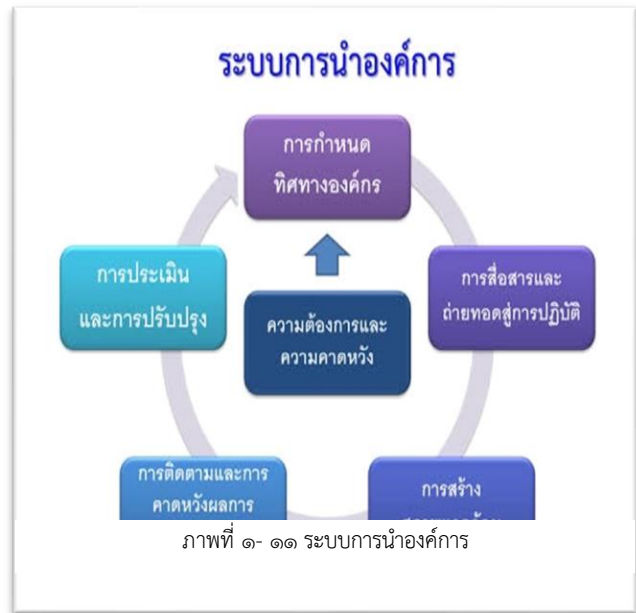 ระบบการนำองค์การ
การกำหนด
ทิศทางองค์กร
การสื่อสารและ
ถ่ายทอดสู่การปฏิบัติ
การสร้าง
การติดตามและการ
คาดหวังผลการ
การประเมิน
และการปรับปรุง
ความต้องการและ
ความคาดหวัง
ภาพที่ ๑- ๑๑ ระบบการนำองค์การ